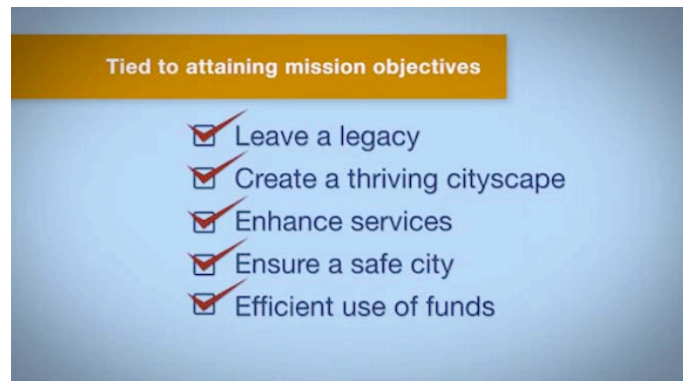 Tied to attaining mission objectives
Leave a legacy
Create a thriving cityscape
Enhance services
Ensure a safe city
Efficient use of funds